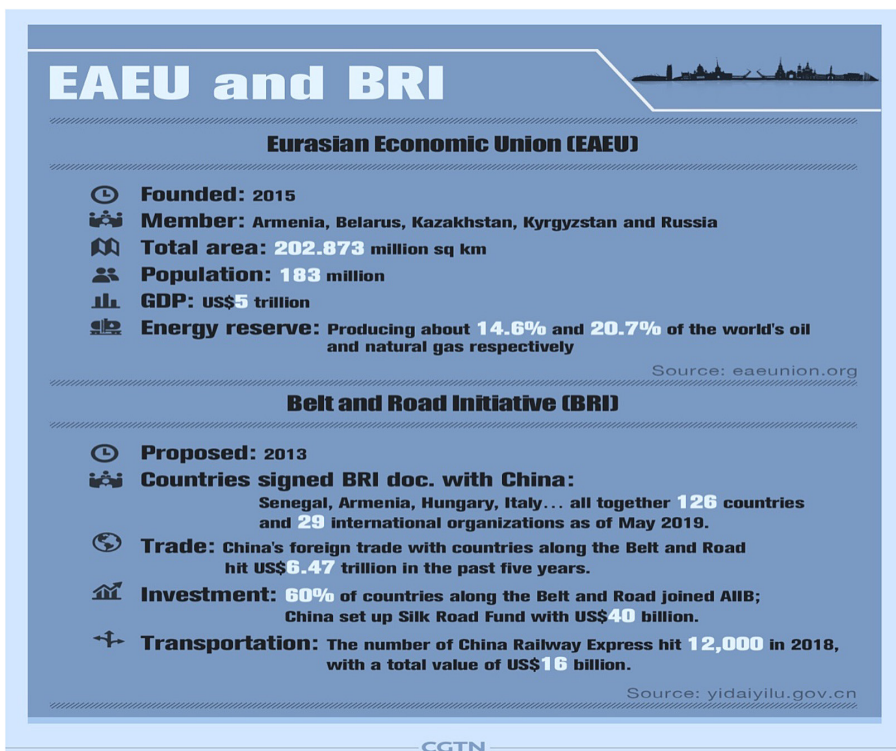 EAEU and BRI
Eurasian Economic Union (EAEU)
Founded: 2015
Member: Armenia, Belarus, Kazakhstan, Kyrgyzstan and Russia
Total area: 202.873 million sq km
Population: 183 million
GDP: US$5 trillion
Energy reserve: Producing about 14.6% and 20.7% of the world's oil
and natural gas respectively
Source: eaeunion.org
Belt and Road Initiative (BRI)
Proposed: 2013
Countries signed BRI doc. with China:
Senegal, Armenia, Hungary, Italy... all together 126 countries
and 29 international organizations as of May 2019.
Trade: China's foreign trade with countries along the Belt and Road
hit US$6.47 trillion in the past five years.
Investment: 60% of countries along the Belt and Road joined AIIB;
China set up Silk Road Fund with US$40 billion.
Transportation: The number of China Railway Express hit 12,000 in 2018,
with a total value of US$16 billion.
Source: yidaiyilu.gov.cn
CGTN